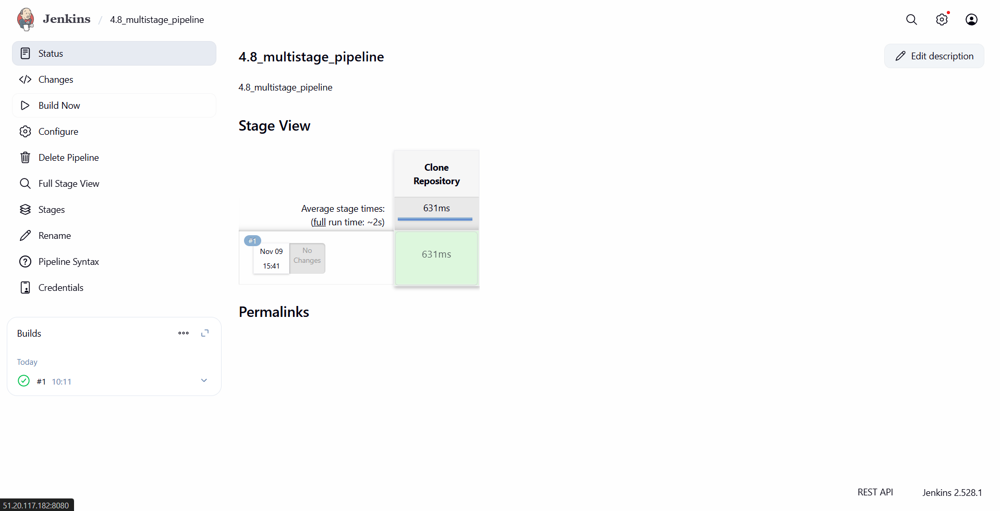 Jenkins / 4.8_multistage_pipeline
Status
Changes
Build Now
Configure
Delete Pipeline
Full Stage View
Stages
Rename
Pipeline Syntax
Credentials
Builds
Today
#1 10:11
4.8_multistage_pipeline
Edit description
4.8_multistage_pipeline
Stage View
Clone
Repository
Average stage times:
(full run time: ~2s)
631ms
#1
Nov 09
15:41
No
Changes
631ms
Permalinks
REST API
Jenkins 2.528.1
51.20.117.182:8080